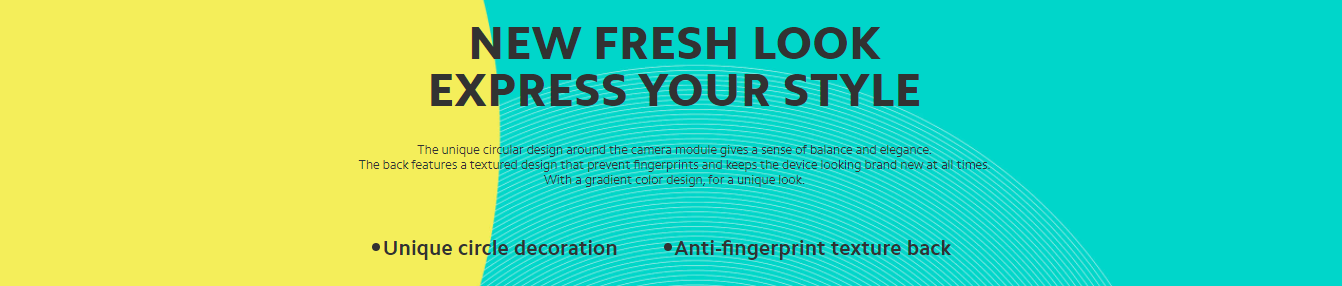 NEW FRESH LOOK
EXPRESS YOUR STYLE
The unique circular design around the camera module gives a sense of balance and elegance.
The back features a textured design that prevent fingerprints and keeps the device looking brand new at all times.
With a gradient color design, for a unique look.
•Unique circle decoration •Anti-fingerprint texture back